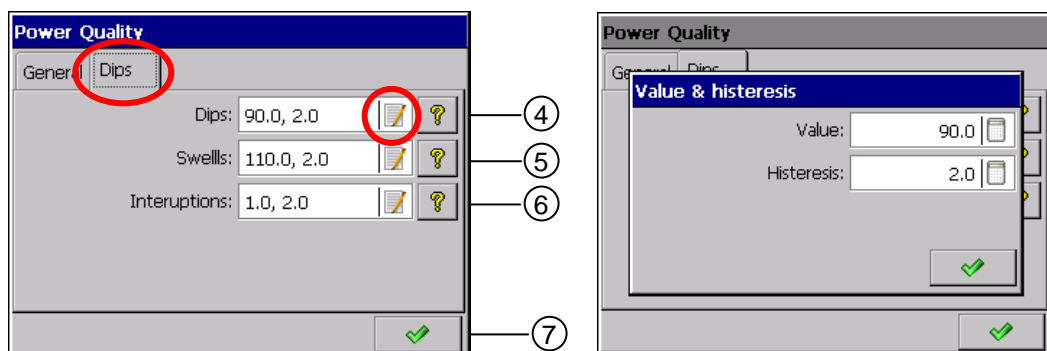 Power Quality
General Dips
Dips: 90.0, 2.0 ? ④
Swellls: 110.0, 2.0 ? ⑤
Interuptions: 1.0, 2.0 ? ⑥
⑦
Power Quality
General Dips
Value & histeresis
Value: 90.0
Histeresis: 2.0